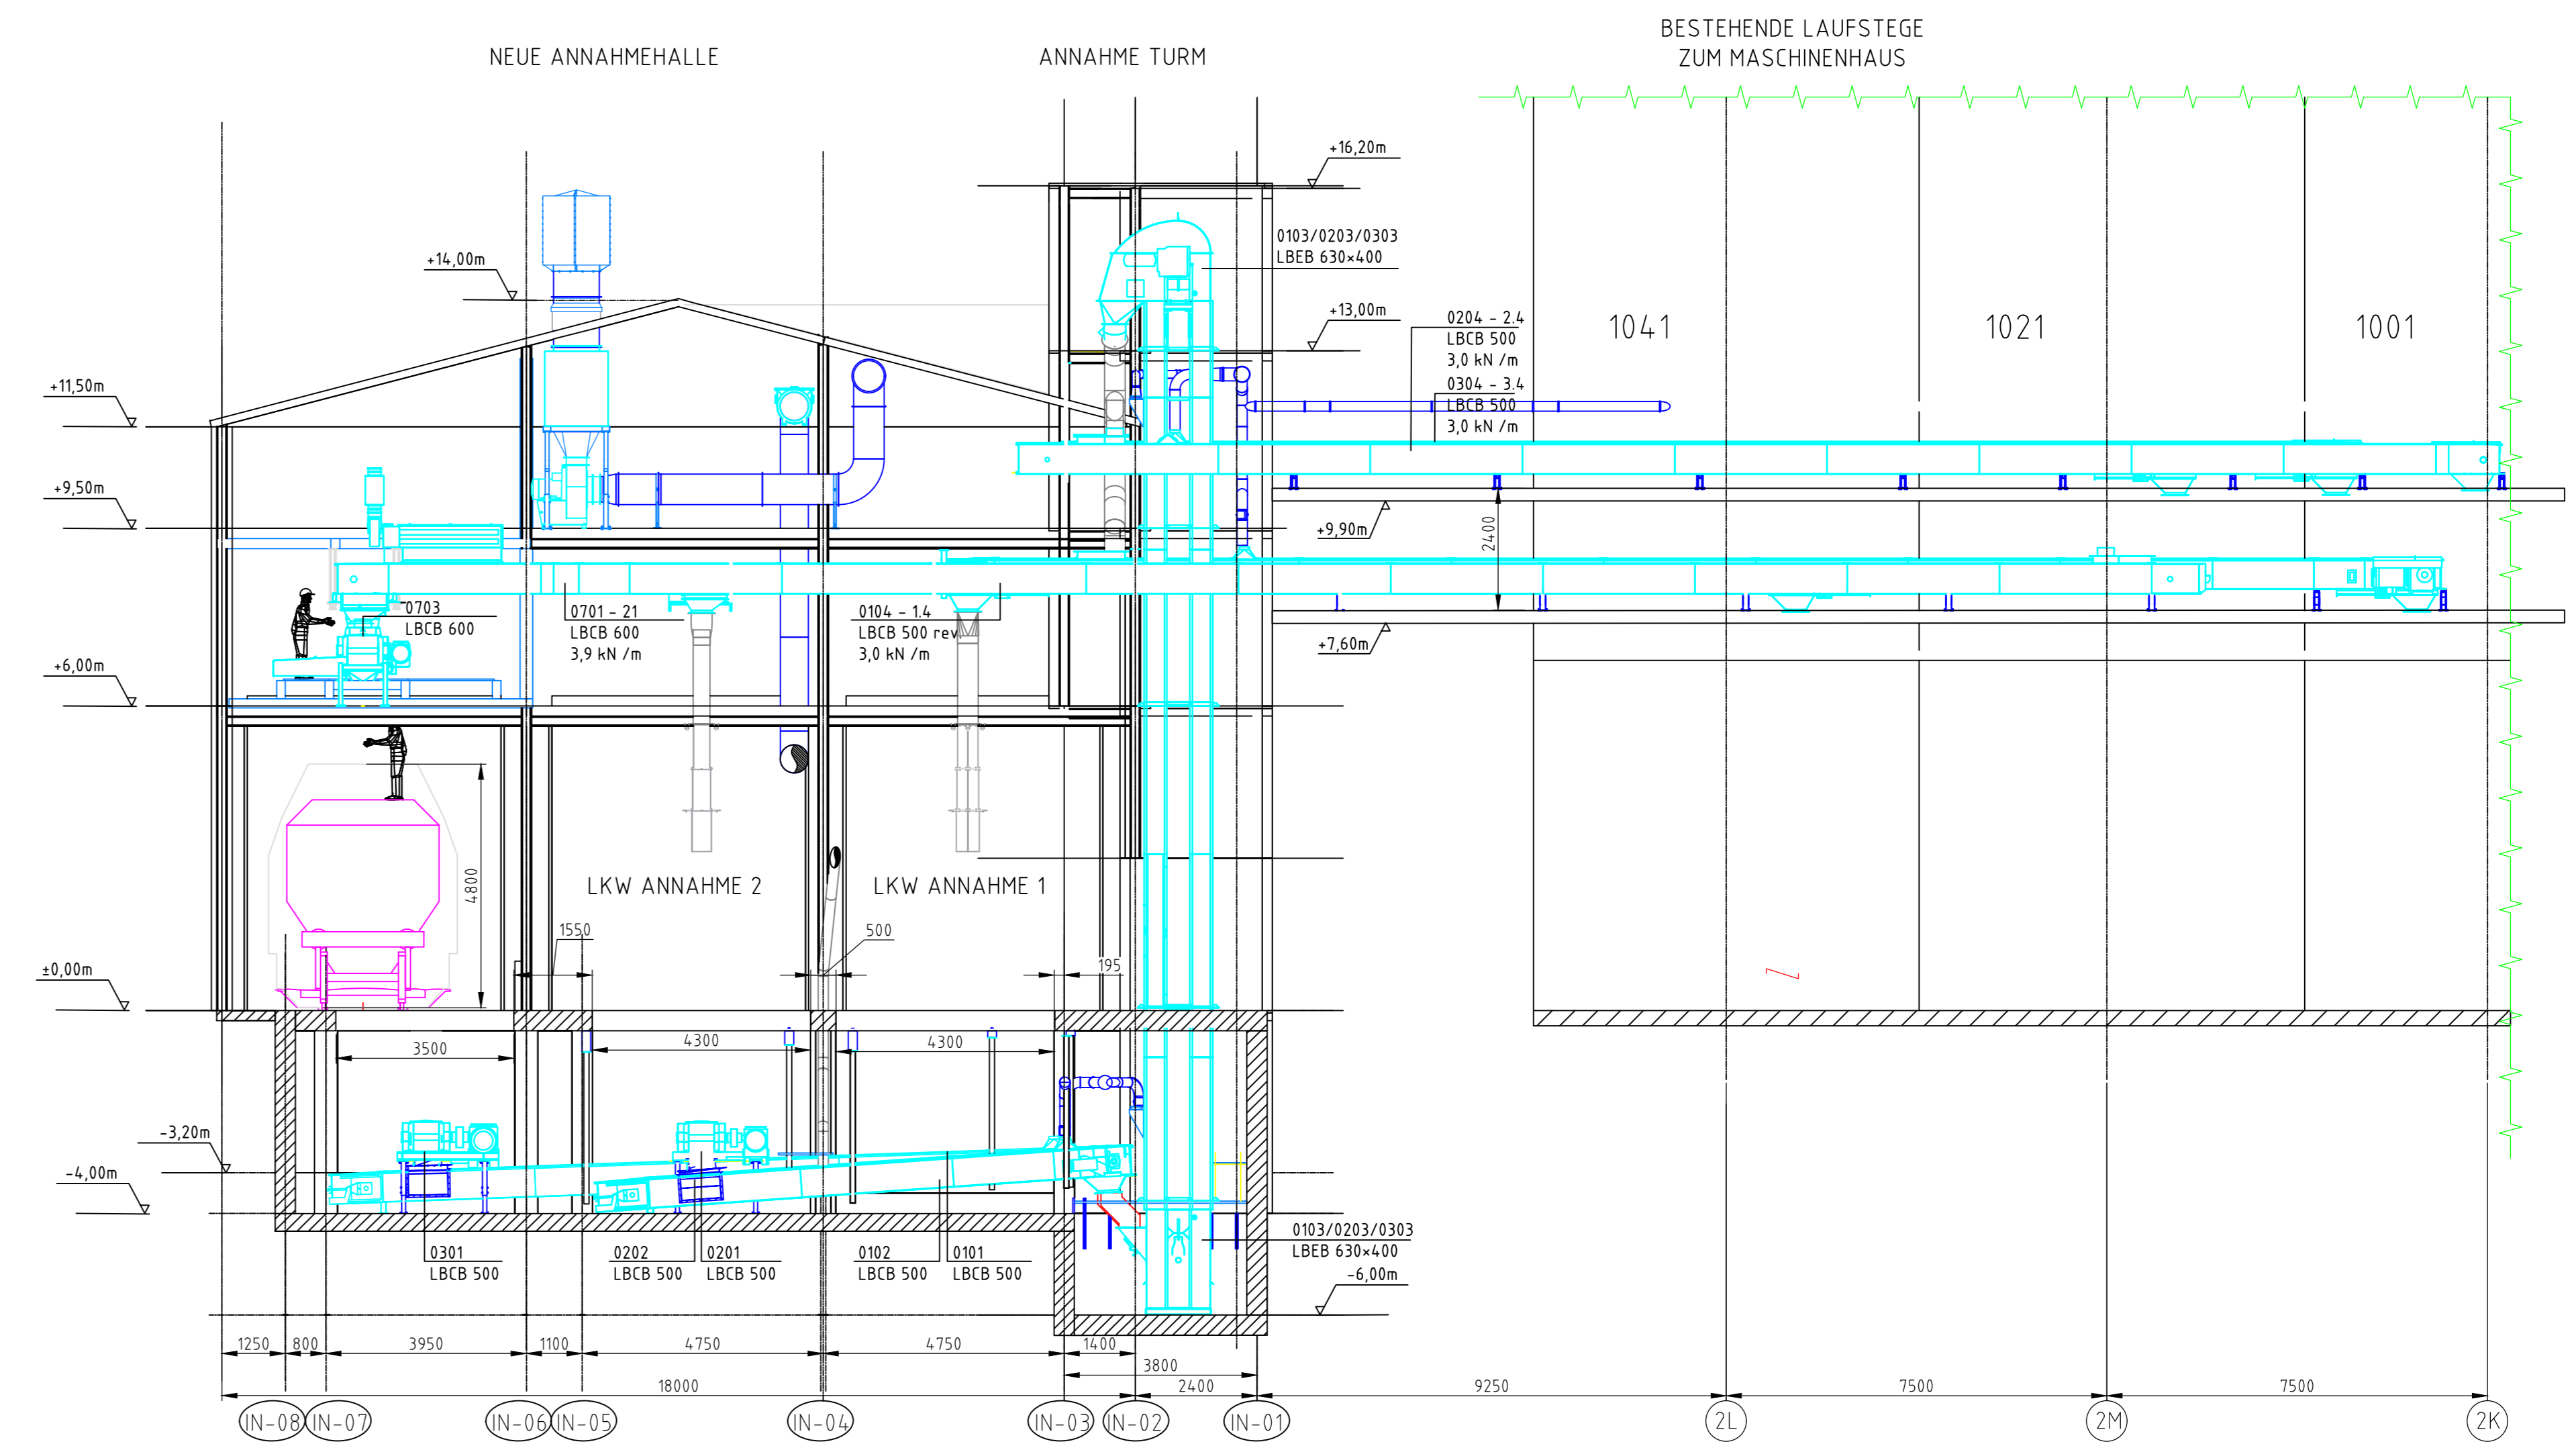 BESTEHENDE LAUFSTEGE
ZUM MASCHINENHAUS
NEUE ANNAHMEHALLE
ANNAHME TURM
+16,20m
0103/0203/0303
LBEB 630×400
+14,00m
+13,00m
0204 - 2.4
LBCB 500
3,0 kN /m
0304 - 3.4
LBCB 500
3,0 kN /m
1041
1021
1001
+11,50m
+9,50m
+9,90m
2400
0703
LBCB 600
0701 - 21
LBCB 600
3,9 kN /m
0104 - 1.4
LBCB 500 rev.
3,0 kN /m
+7,60m
+6,00m
4800
LKW ANNAHME 2
LKW ANNAHME 1
1550
500
195
±0,00m
3500
4300
4300
-3,20m
-4,00m
0301
LBCB 500
0202
LBCB 500
0201
LBCB 500
0102
LBCB 500
0101
LBCB 500
0103/0203/0303
LBEB 630×400
-6,00m
1250
800
3950
1100
4750
4750
1400
3800
18000
2400
9250
7500
7500
IN-08
IN-07
IN-06
IN-05
IN-04
IN-03
IN-02
IN-01
2L
2M
2K